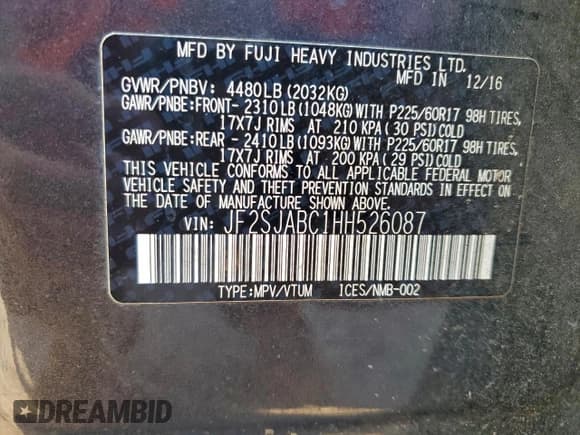 MFD BY FUJI HEAVY INDUSTRIES LTD.
MFD IN 12/16
GVWR/PNBV: 4480LB (2032KG)
GAWR/PNBE:FRONT- 2310LB (1048KG) WITH P225/60R17 98H TIRES,
17X7J RIMS AT 210 KPA (30 PSI) COLD
GAWR/PNBE:REAR - 2410LB (1093KG) WITH P225/60R17 98H TIRES,
17X7J RIMS AT 200 KPA (29 PSI) COLD
THIS VEHICLE CONFORMS TO ALL APPLICABLE FEDERAL MOTOR
VEHICLE SAFETY AND THEFT PREVENTION STANDARDS IN EFFECT ON
THE DATE OF MANUFACTURE SHOWN ABOVE.
VIN: JF2SJABC1HH526087
TYPE:MPV/VTUM ICES/NMB-002
DREAMBID